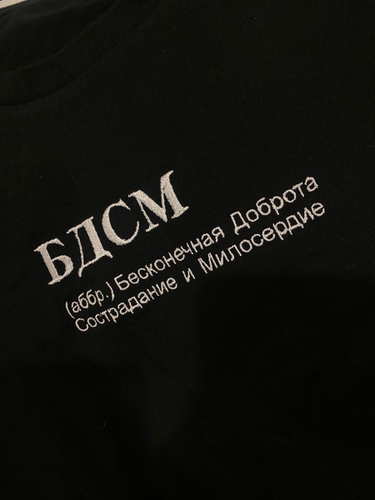 БДСМ
(аббр.) Бесконечная Доброта
Сострадание и Милосердие